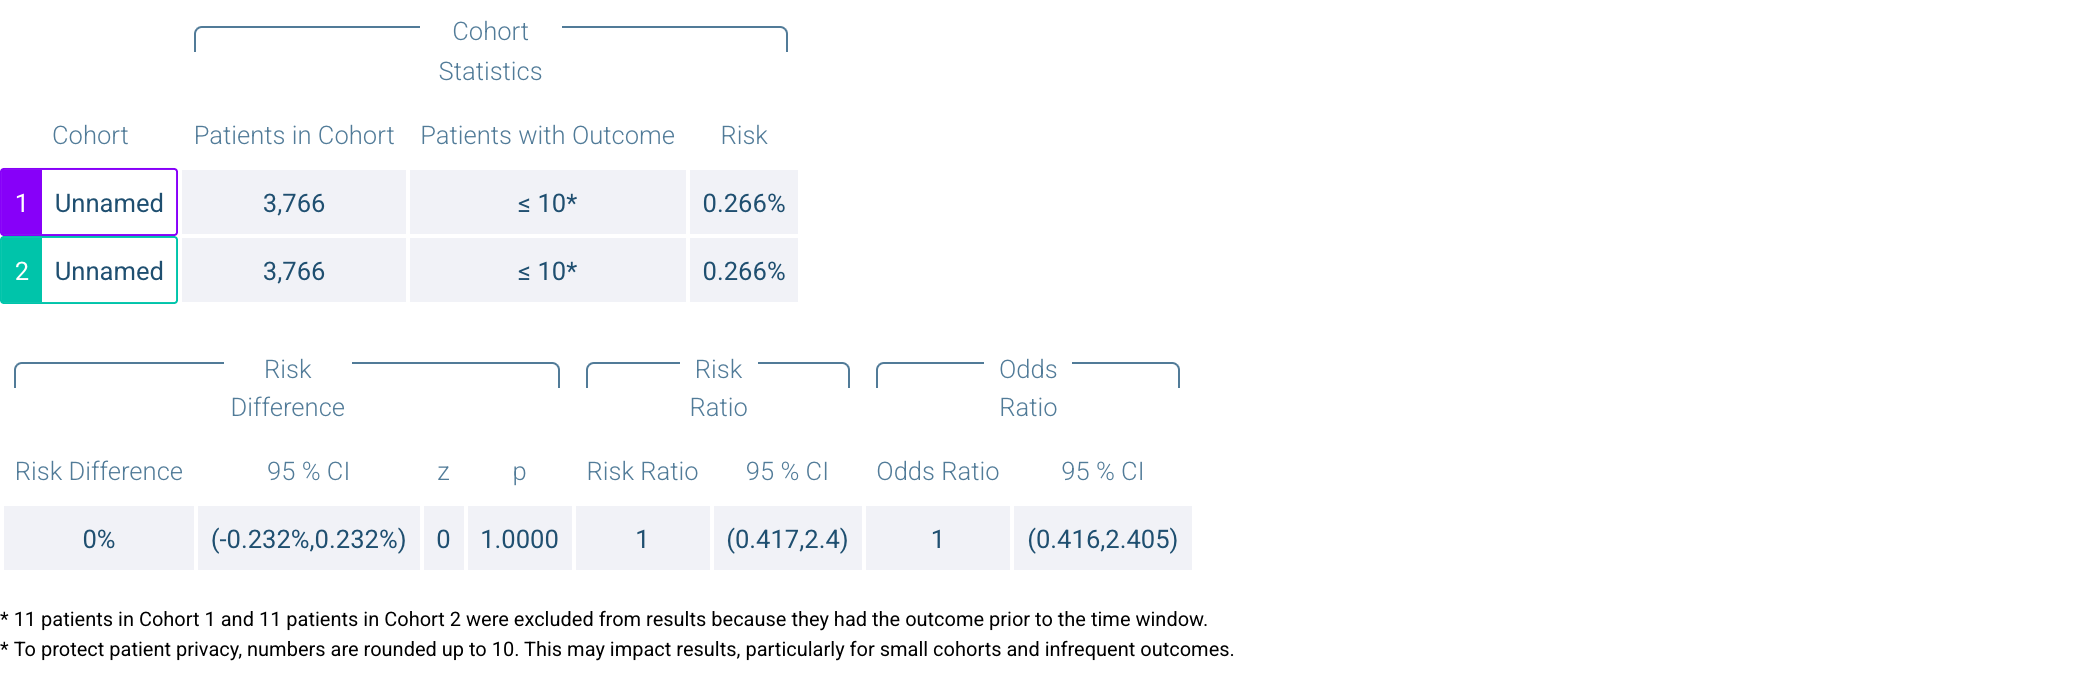 Cohort
Statistics
Cohort Patients in Cohort Patients with Outcome Risk
1 Unnamed 3,766 ≤ 10* 0.266%
2 Unnamed 3,766 ≤ 10* 0.266%
Risk Risk Odds
Difference Ratio Ratio
Risk Difference 95 % CI z p Risk Ratio 95 % CI Odds Ratio 95 % CI
0% (-0.232%,0.232%) 0 1.0000 1 (0.417,2.4) 1 (0.416,2.405)
* 11 patients in Cohort 1 and 11 patients in Cohort 2 were excluded from results because they had the outcome prior to the time window.
* To protect patient privacy, numbers are rounded up to 10. This may impact results, particularly for small cohorts and infrequent outcomes.